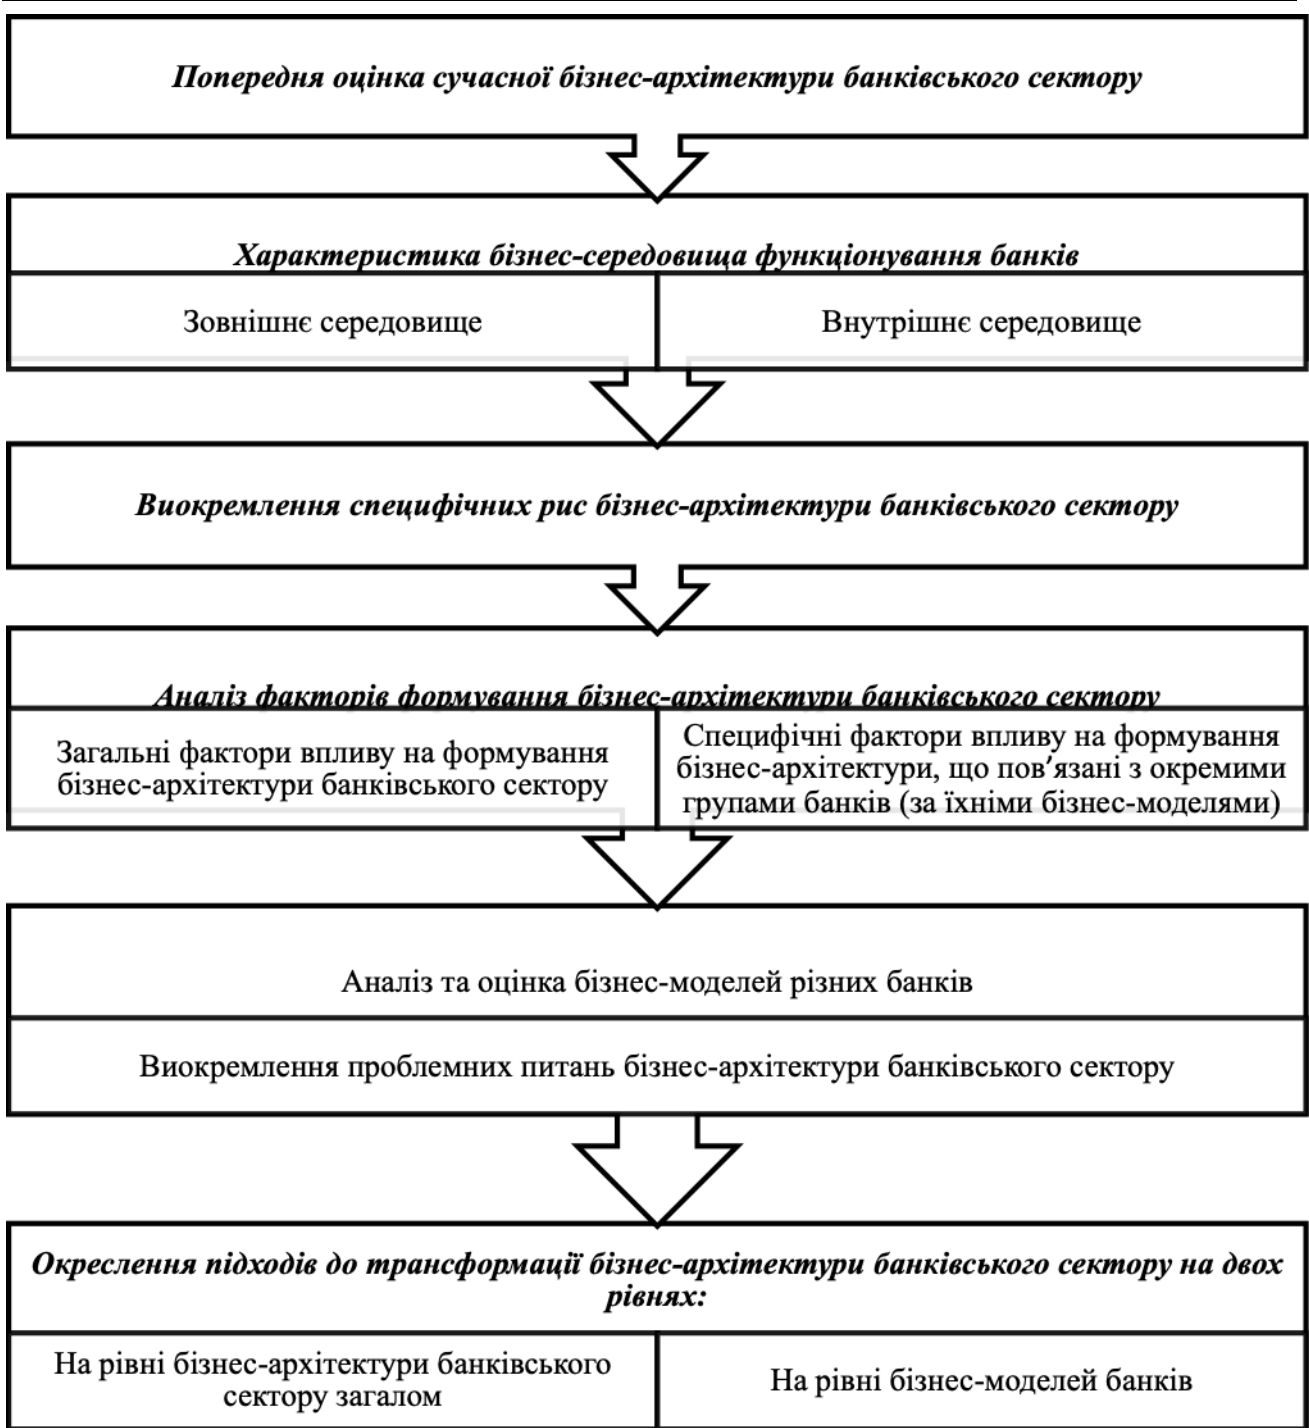 Попередня оцінка сучасної бізнес-архітектури банківського сектору
Характеристика бізнес-середовища функціонування банків
Зовнішнє середовище
Внутрішнє середовище
Виокремлення специфічних рис бізнес-архітектури банківського сектору
Аналіз факторів формування бізнес-архітектури банківського сектору
Загальні фактори впливу на формування
бізнес-архітектури банківського сектору
Специфічні фактори впливу на формування
бізнес-архітектури, що пов’язані з окремими
групами банків (за їхніми бізнес-моделями)
Аналіз та оцінка бізнес-моделей різних банків
Виокремлення проблемних питань бізнес-архітектури банківського сектору
Окреслення підходів до трансформації бізнес-архітектури банківського сектору на двох
рівнях:
На рівні бізнес-архітектури банківського
сектору загалом
На рівні бізнес-моделей банків